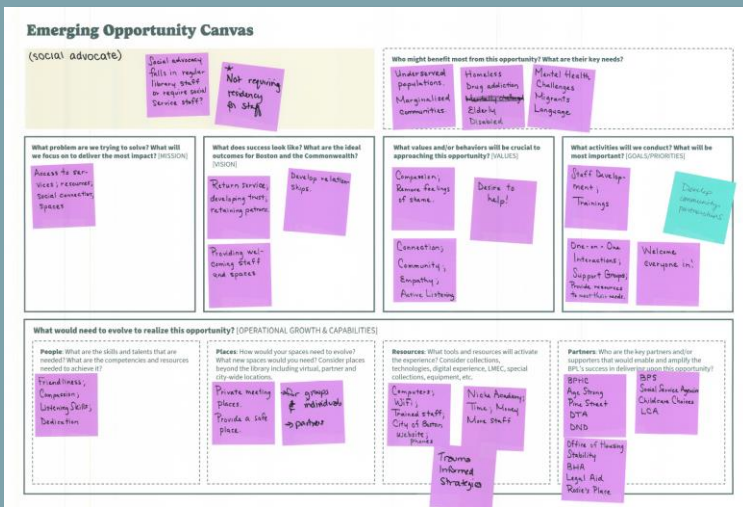 Emerging Opportunity Canvas
(social advocate)
Social advocacy
falls in regular
library staff
or require social
Service staff?
*
Not requiring
residency
for staff
Who might benefit most from this opportunity? What are their key needs?
Underserved
populations.
Marginalized
communities.
Homeless
Drug addiction
Elderly
Disabled
Mental Health
Challenges
Migrants
Language
What problem are we trying to solve? What will
we focus on to deliver the most impact? [MISSION]
Access to ser-
vices; resources;
Social connection;
Spaces
What does success look like? What are the ideal
outcomes for Boston and the Commonwealth?
[VISION]
Return service;
developing trust;
retaining patrons.
Develop relation
ships.
Providing wel-
coming Staff
and spaces
What values and/or behaviors will be crucial to
approaching this opportunity? [VALUES]
Compassion;
Remove feelings
of shame.
Desire to
help!
Connection;
Community;
Empathy;
Active Listening
What activities will we conduct? What will be
most important? [GOALS/PRIORITIES]
Staff Develop-
ment;
Trainings.
Develop
community
partnerships
One-on-One
Interactions;
Support Groups;
Provide resources
to meet their needs.
Welcome
everyone in!
What would need to evolve to realize this opportunity? [OPERATIONAL GROWTH & CAPABILITIES]
People: What are the skills and talents that are
needed? What are the competencies and resources
needed to achieve it?
Friendliness;
Compassion;
Listening Skills;
Dedication
Places: How would your spaces need to evolve?
What new spaces would you need? Consider places
beyond the library including virtual, partner and
city-wide locations.
Private meeting
places.
Provide a safe
place.
→for groups
& individuals
→partner
Resources: What tools and resources will activate
the experience? Consider collections,
technologies, digital experience, LMEC, special
collections, equipment, etc.
Computers;
WiFi;
Trained staff;
City of Boston
Website;
phones
Niche Academy;
Time; Money
More Staff
Trauma
Informed
Strategies
Partners: Who are the key partners and/or
supporters that would enable and amplify the
BPL's success in delivering upon this opportunity?
BPHC
Age Strong
Pine Street
DTA
DND
BPS
Social Service Agencies
Childcare Choices
LCA
Office of Housing
Stability
BHA
Legal Aid
Rosie's Place